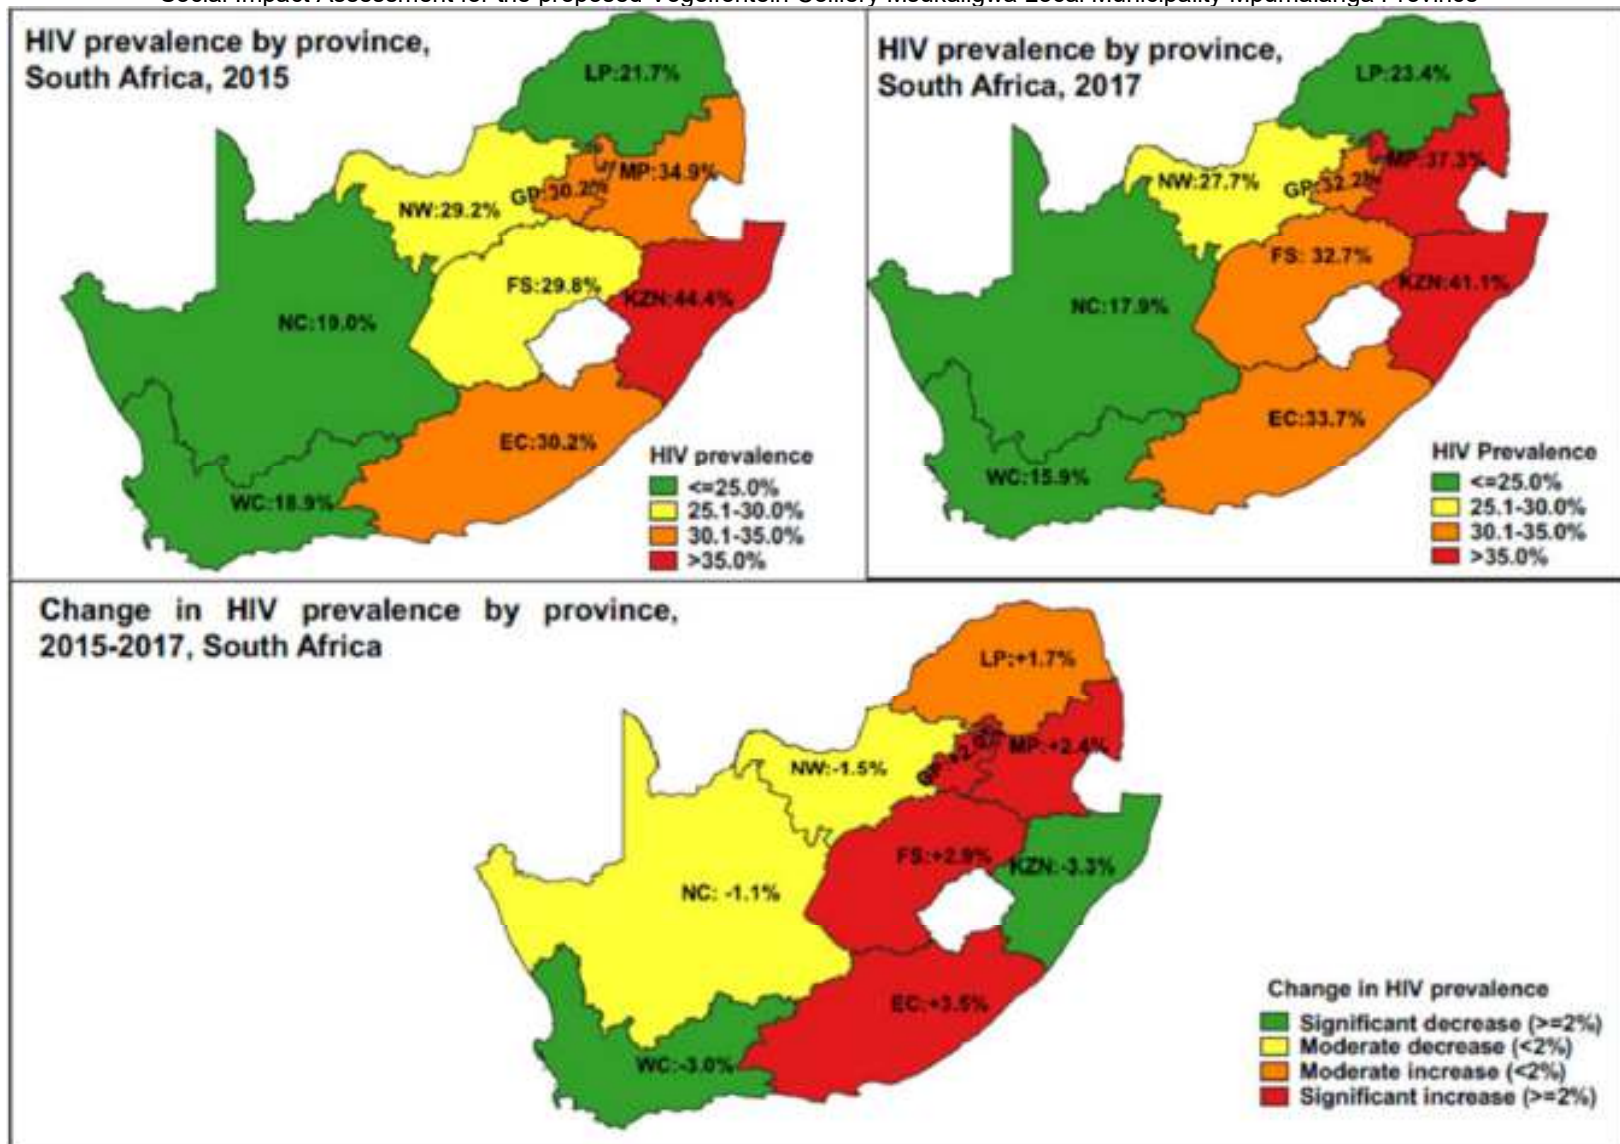 HIV prevalence by province,
South Africa, 2015
LP:21.7%
MP:34.9%
GP:30.2%
NW:29.2%
FS:29.8%
KZN:44.4%
NC:19.0%
EC:30.2%
WC:18.9%
HIV prevalence
<=25.0%
25.1-30.0%
30.1-35.0%
>35.0%
HIV prevalence by province,
South Africa, 2017
LP:23.4%
MP:37.3%
NW:27.7%
GP:32.2%
FS: 32.7%
KZN:41.1%
NC:17.9%
EC:33.7%
WC:15.9%
HIV Prevalence
<=25.0%
25.1-30.0%
30.1-35.0%
>35.0%
Change in HIV prevalence by province,
2015-2017, South Africa
LP:+1.7%
MP:+2.4%
NW:-1.5%
FS:+2.9%
KZN:-3.3%
NC: -1.1%
EC:+3.5%
WC:-3.0%
Change in HIV prevalence
Significant decrease (>=2%)
Moderate decrease (<2%)
Moderate increase (<2%)
Significant increase (>=2%)